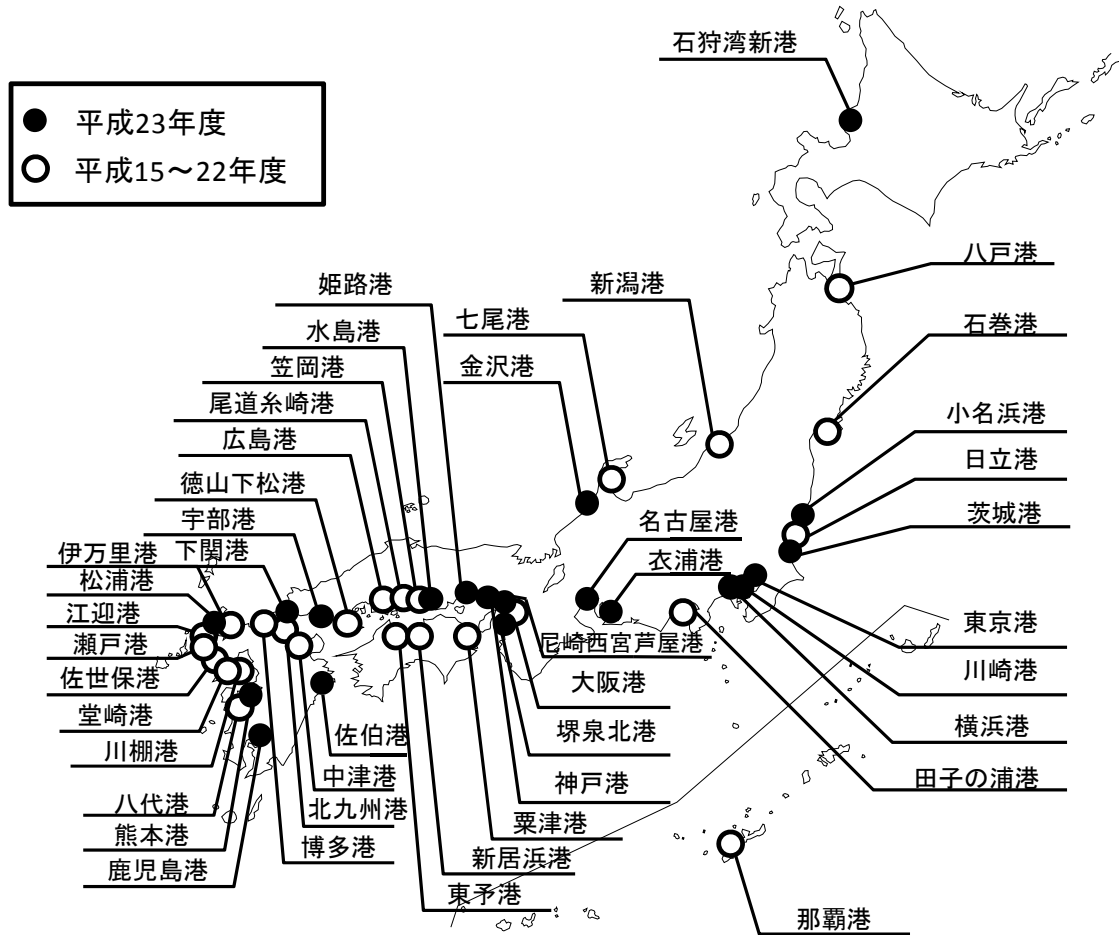 石狩湾新港
平成23年度
平成15～22年度
八戸港
姫路港
新潟港
七尾港
石巻港
水島港
笠岡港
金沢港
尾道糸崎港
小名浜港
広島港
日立港
徳山下松港
茨城港
宇部港
名古屋港
伊万里港
下関港
衣浦港
松浦港
江迎港
東京港
瀬戸港
尼崎西宮芦屋港
佐世保港
大阪港
川崎港
堂崎港
堺泉北港
横浜港
川棚港
佐伯港
中津港
神戸港
田子の浦港
八代港
北九州港
粟津港
熊本港
博多港
新居浜港
鹿児島港
東予港
那覇港